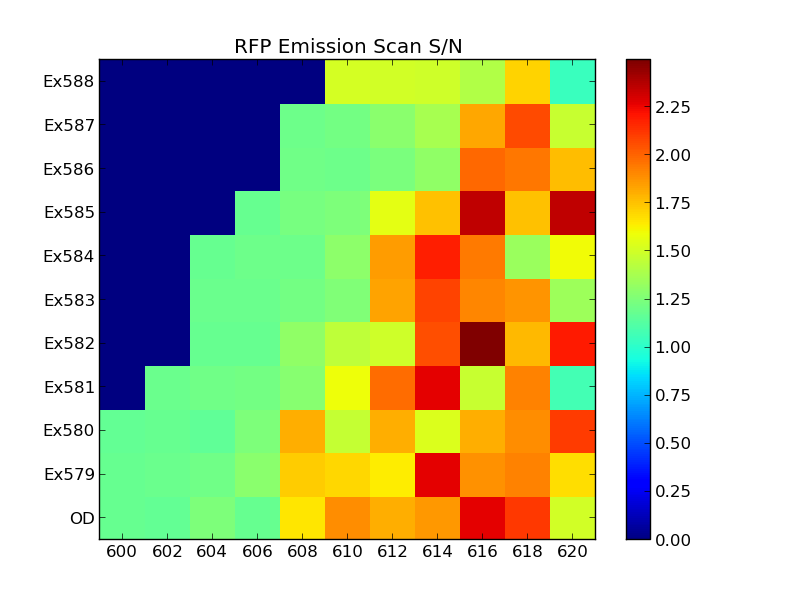 RFP Emission Scan S/N
Ex588
Ex587
Ex586
Ex585
Ex584
Ex583
Ex582
Ex581
Ex580
Ex579
OD
600 602 604 606 608 610 612 614 616 618 620
2.25
2.00
1.75
1.50
1.25
1.00
0.75
0.50
0.25
0.00